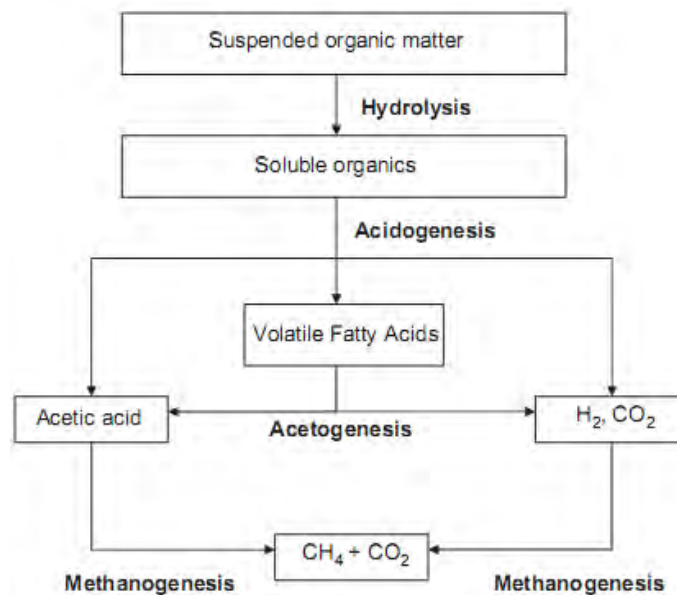 Suspended organic matter
Hydrolysis
Soluble organics
Acidogenesis
Volatile Fatty Acids
Acetic acid
Acetogenesis
H₂, CO₂
CH₄ + CO₂
Methanogenesis
Methanogenesis